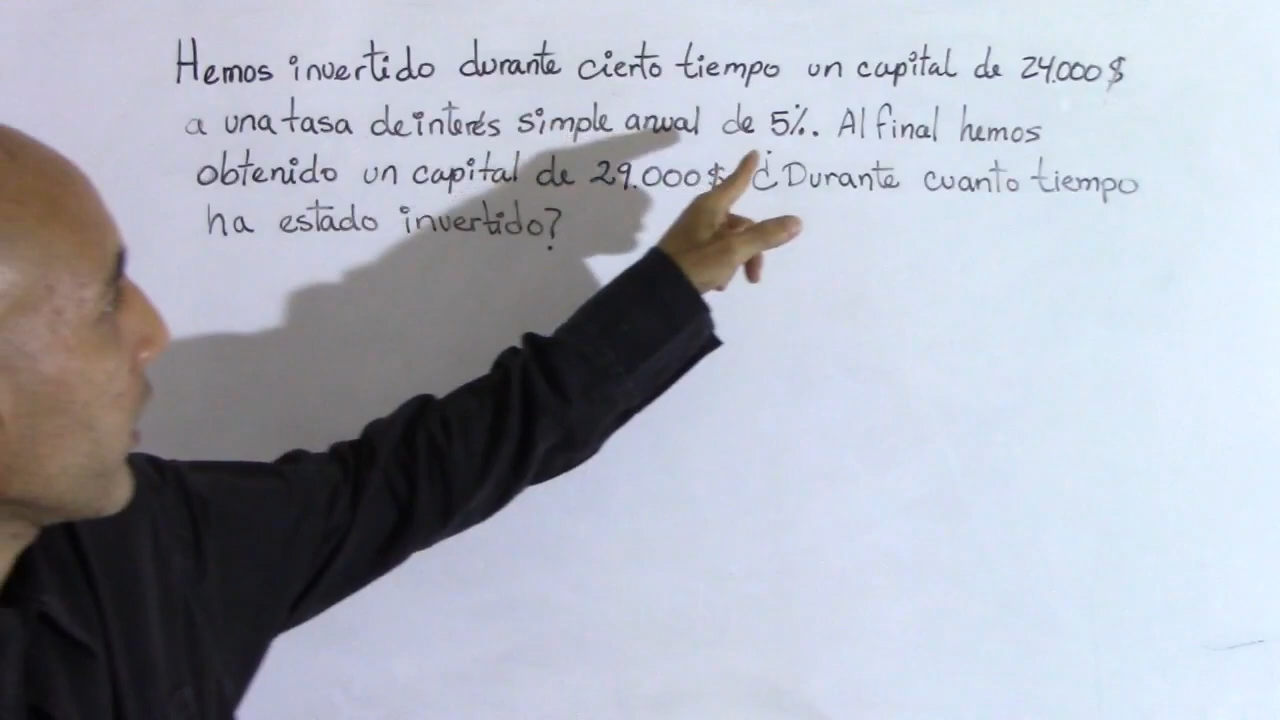 Hemos invertido durante cierto tiempo un capital de 24.000$
a una tasa de interés simple anual de 5%. Al final hemos
obtenido un capital de 29.000$ ¿Durante cuanto tiempo
ha estado invertido?